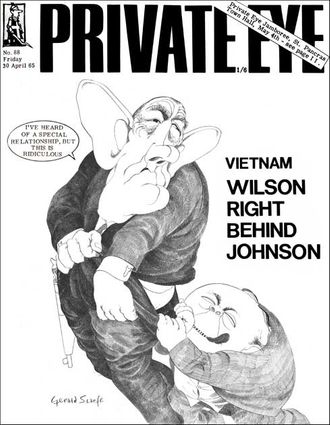 PRIVATE EYE
No. 88
Friday
30 April 65
1/6
Private Eye Jamboree, St. Pancras
Town Hall, May 4th - see page 11.
I'VE HEARD
OF A SPECIAL
RELATIONSHIP, BUT
THIS IS
RIDICULOUS
VIETNAM
WILSON
RIGHT
BEHIND
JOHNSON
Gerald Scarfe